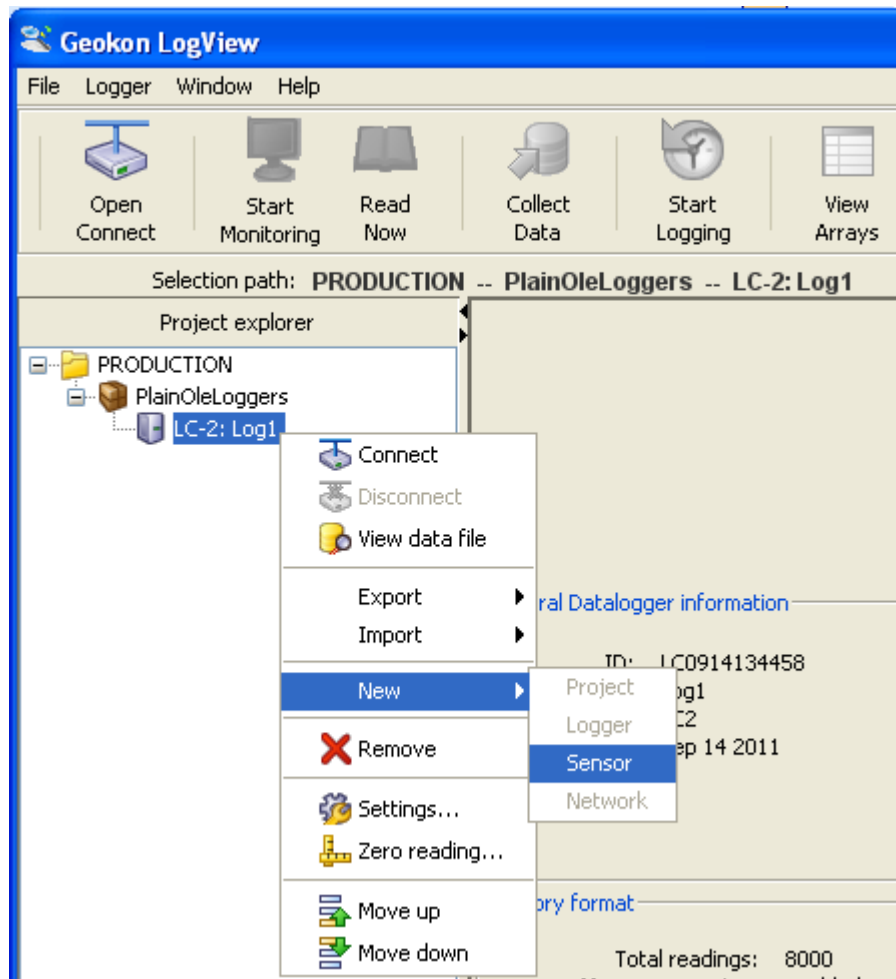 Geokon LogView
File Logger Window Help
Open Connect
Start Monitoring
Read Now
Collect Data
Start Logging
View Arrays
Selection path: PRODUCTION -- PlainOleLoggers -- LC-2: Log1
Project explorer
PRODUCTION
PlainOleLoggers
LC-2: Log1
Connect
Disconnect
View data file
Export
Import
New
Remove
Settings...
Zero reading...
Move up
Move down
Project
Logger
Sensor
Network
ral Datalogger information
ID: LC0914134458
og1
C2
ep 14 2011
ory format
Total readings: 8000